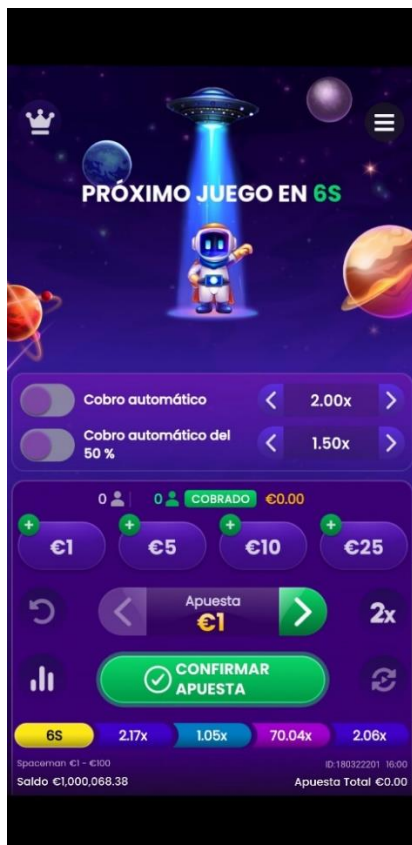 PRÓXIMO JUEGO EN 6S
Cobro automático
2.00x
Cobro automático del
50 %
1.50x
0
0 COBRADO €0.00
€1 €5 €10 €25
Apuesta
€1
2x
CONFIRMAR
APUESTA
6S 2.17x 1.05x 70.04x 2.06x
Spaceman €1 - €100 ID:180322201 16:00
Saldo €1,000,068.38 Apuesta Total €0.00